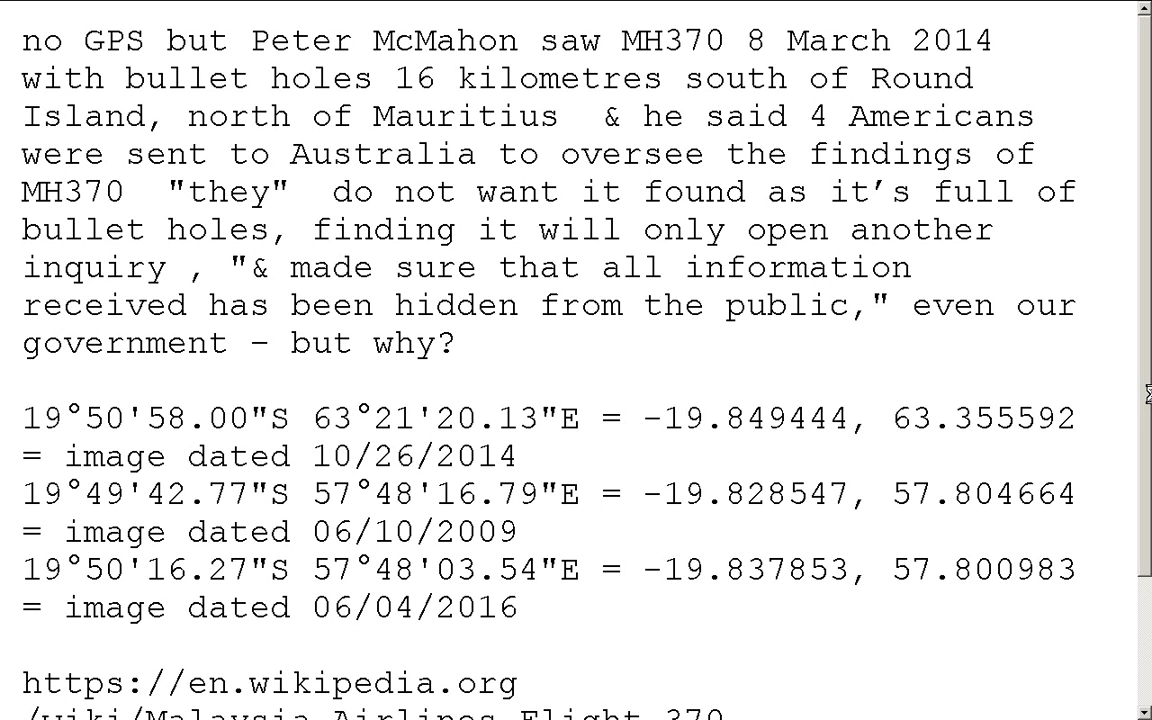 no GPS but Peter McMahon saw MH370 8 March 2014
with bullet holes 16 kilometres south of Round
Island, north of Mauritius  & he said 4 Americans
were sent to Australia to oversee the findings of
MH370  "they"  do not want it found as it’s full of
bullet holes, finding it will only open another
inquiry , "& made sure that all information
received has been hidden from the public," even our
government – but why?
19°50'58.00"S 63°21'20.13"E = -19.849444, 63.355592
= image dated 10/26/2014
19°49'42.77"S 57°48'16.79"E = -19.828547, 57.804664
= image dated 06/10/2009
19°50'16.27"S 57°48'03.54"E = -19.837853, 57.800983
= image dated 06/04/2016
https://en.wikipedia.org
/wiki/Malaysia_Airlines_Flight_370